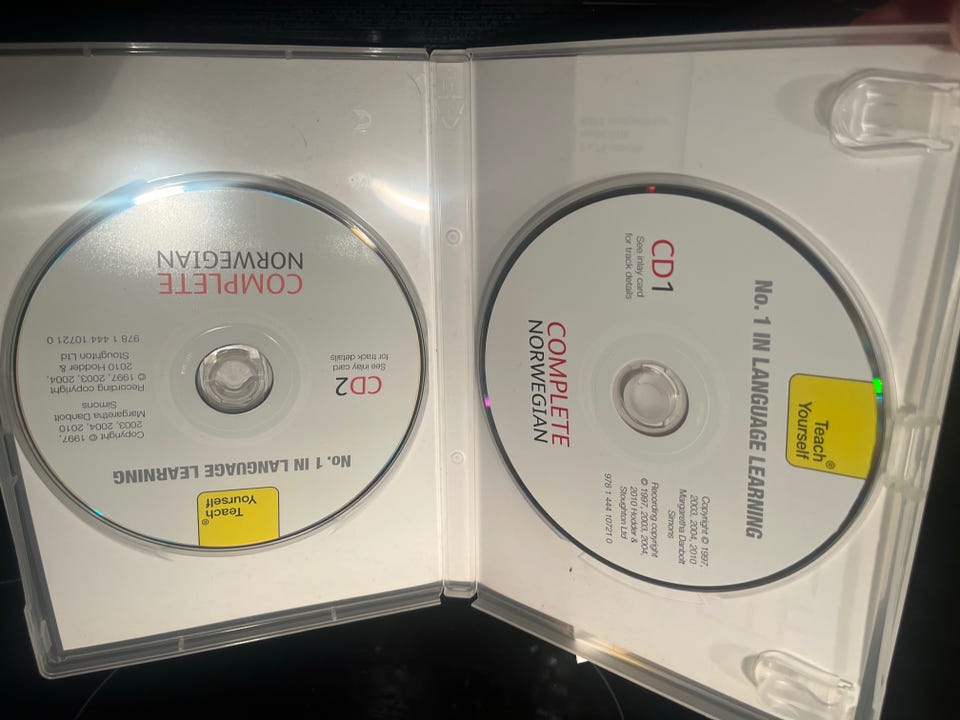 Teach®
Yourself
No. 1 IN LANGUAGE LEARNING
Copyright © 1997,
2003, 2004, 2010
Margaretha Danbolt
Simons
Recording copyright
© 1997, 2003, 2004,
2010 Hodder &
Stoughton Ltd
978 1 444 10721 0
CD2
See inlay card
for track details
COMPLETE
NORWEGIAN
Teach®
Yourself
No. 1 IN LANGUAGE LEARNING
CD1
See inlay card
for track details
Copyright © 1997,
2003, 2004, 2010
Margaretha Danbolt
Simons
Recording copyright
© 1997, 2003, 2004,
2010 Hodder &
Stoughton Ltd
978 1 444 10721 0
COMPLETE
NORWEGIAN